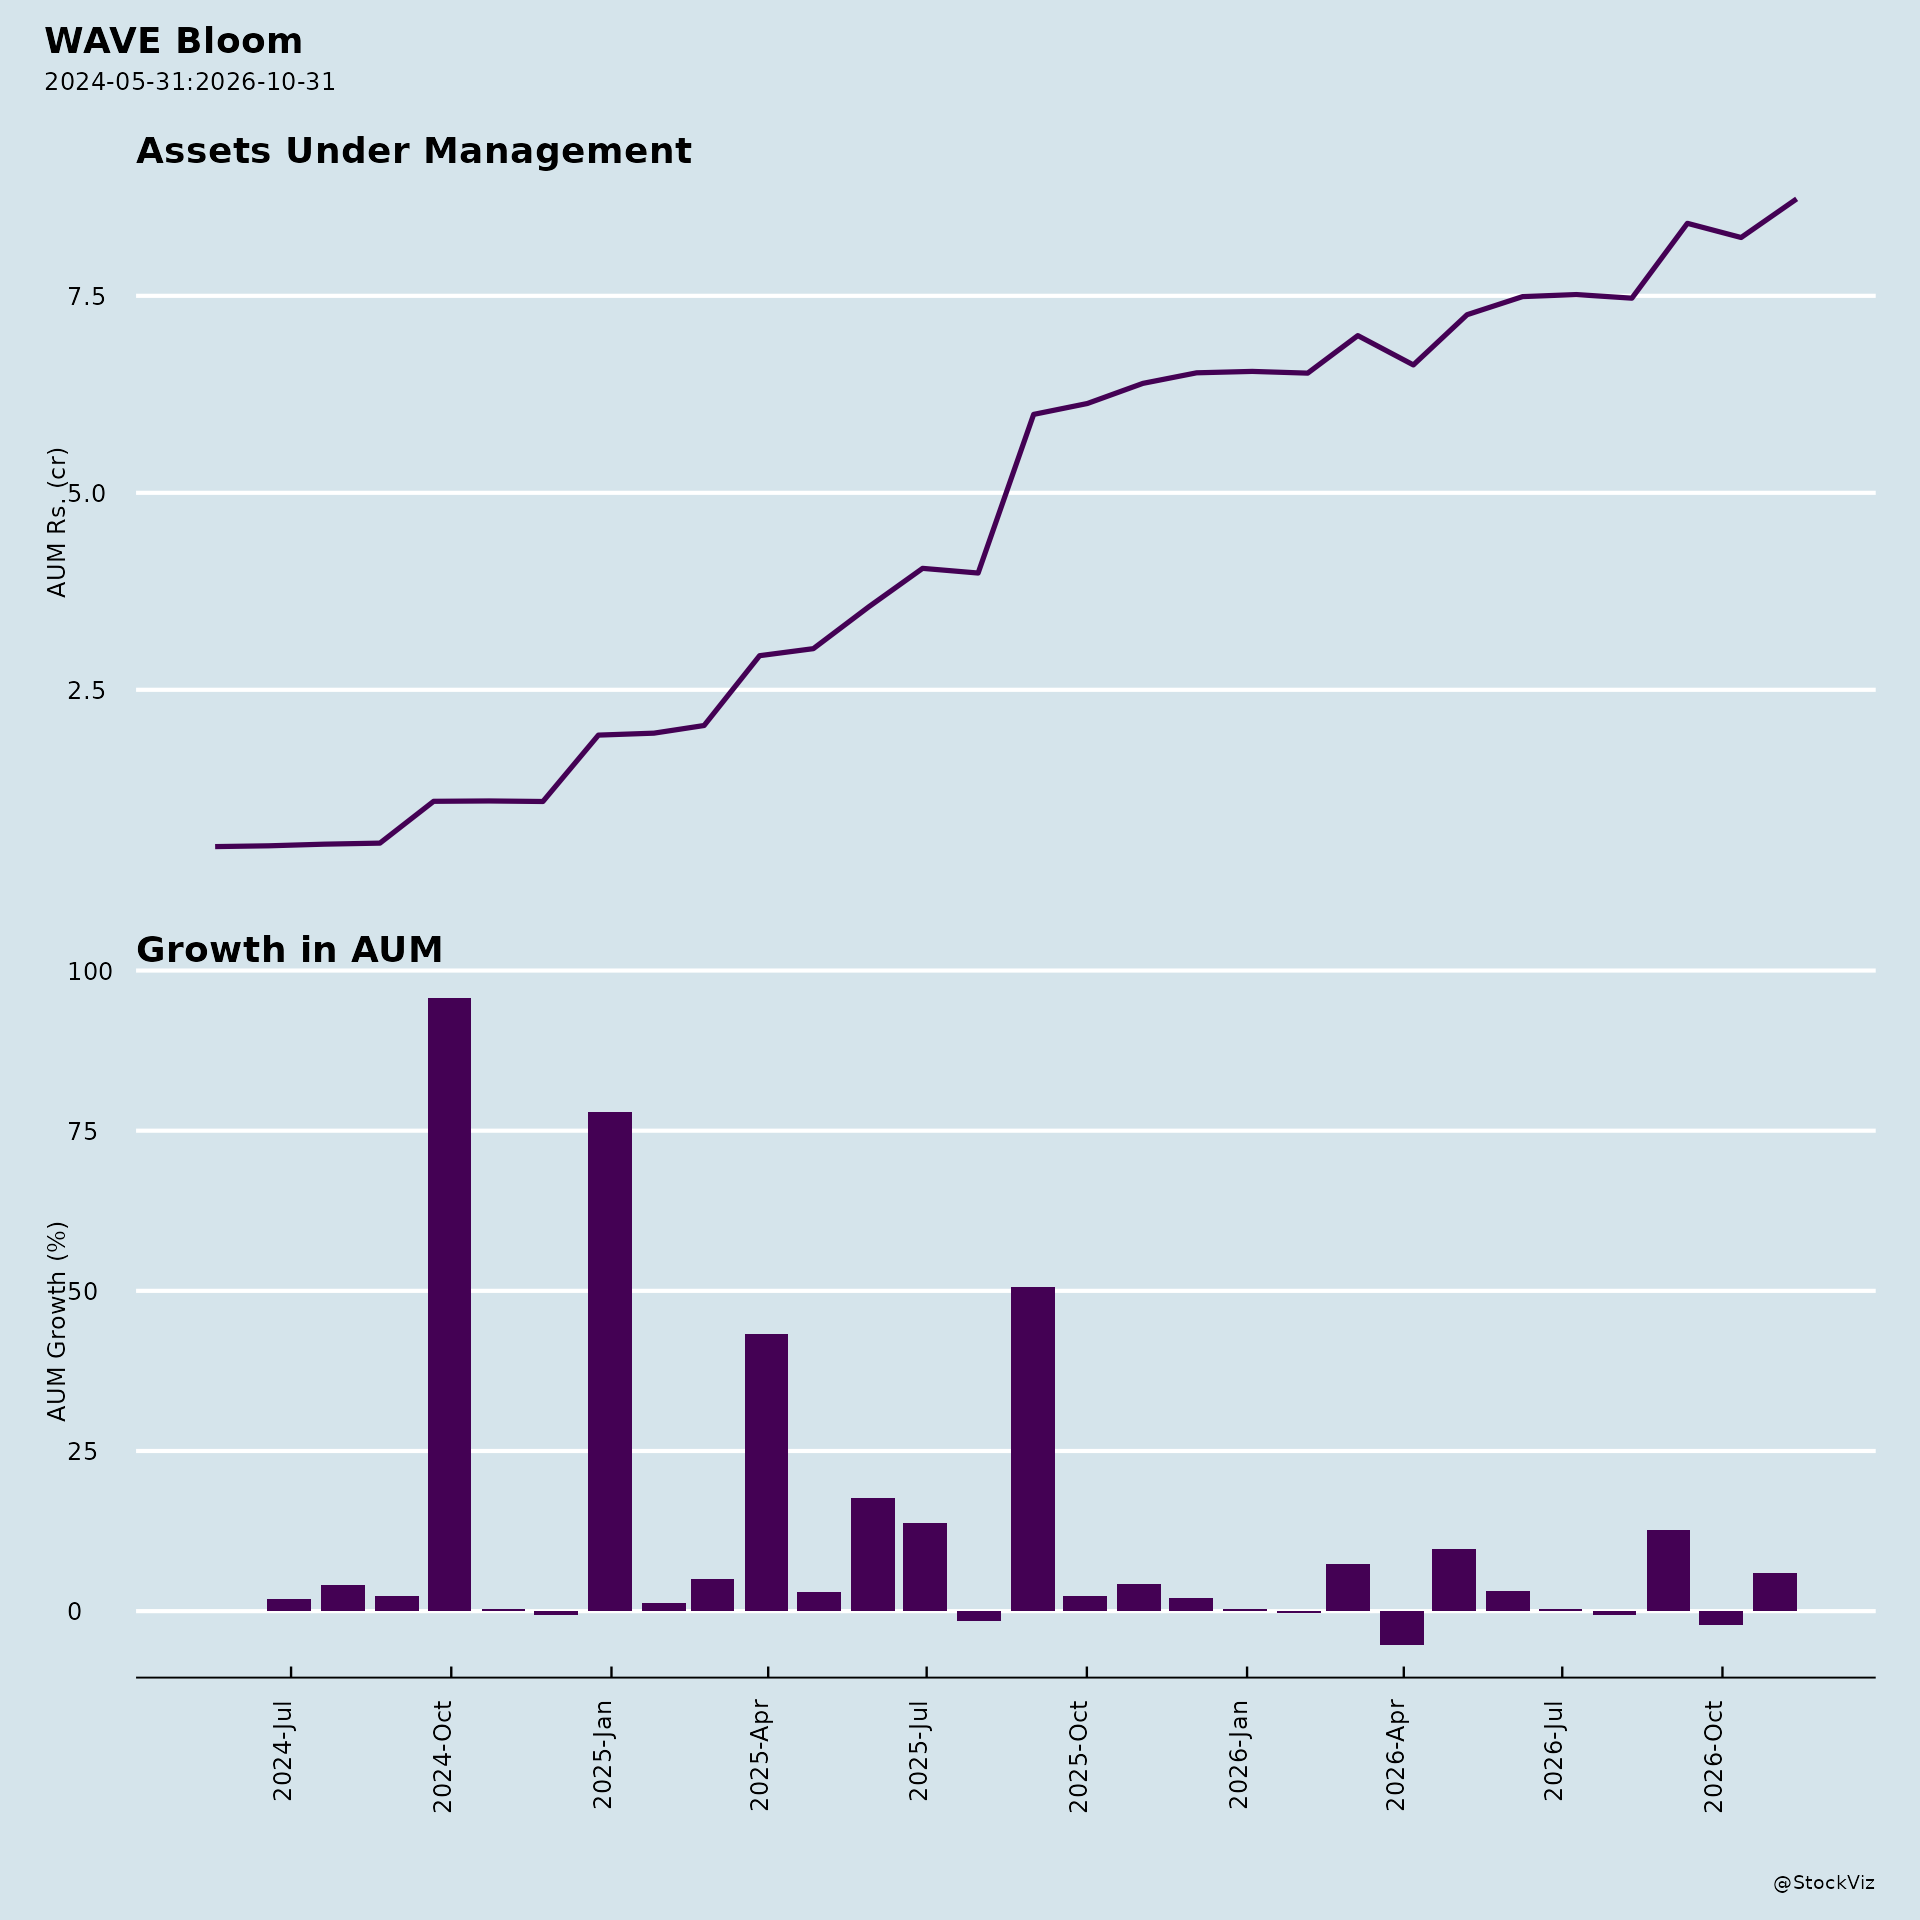 WAVE Bloom
2024-05-31:2026-10-31
Assets Under Management
AUM Rs. (cr)
7.5
5.0
2.5
Growth in AUM
AUM Growth (%)
100
75
50
25
0
2024-Jul
2024-Oct
2025-Jan
2025-Apr
2025-Jul
2025-Oct
2026-Jan
2026-Apr
2026-Jul
2026-Oct
@StockViz